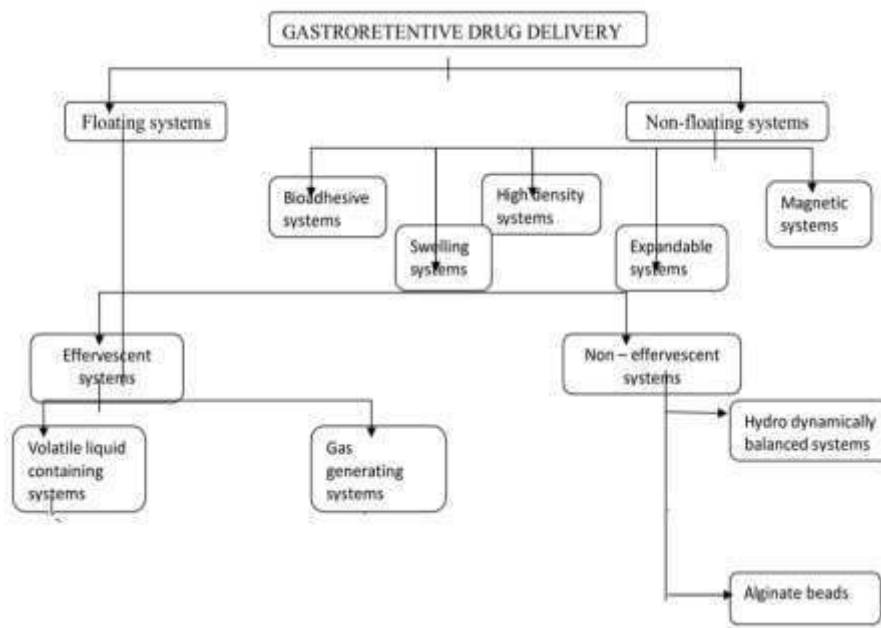 GASTRORETENTIVE DRUG DELIVERY
Floating systems
Non-floating systems
Bioadhesive
systems
High density
systems
Magnetic
systems
Swelling
systems
Expandable
systems
Effervescent
systems
Non – effervescent
systems
Volatile liquid
containing
systems
Gas
generating
systems
Hydro dynamically
balanced systems
Alginate beads